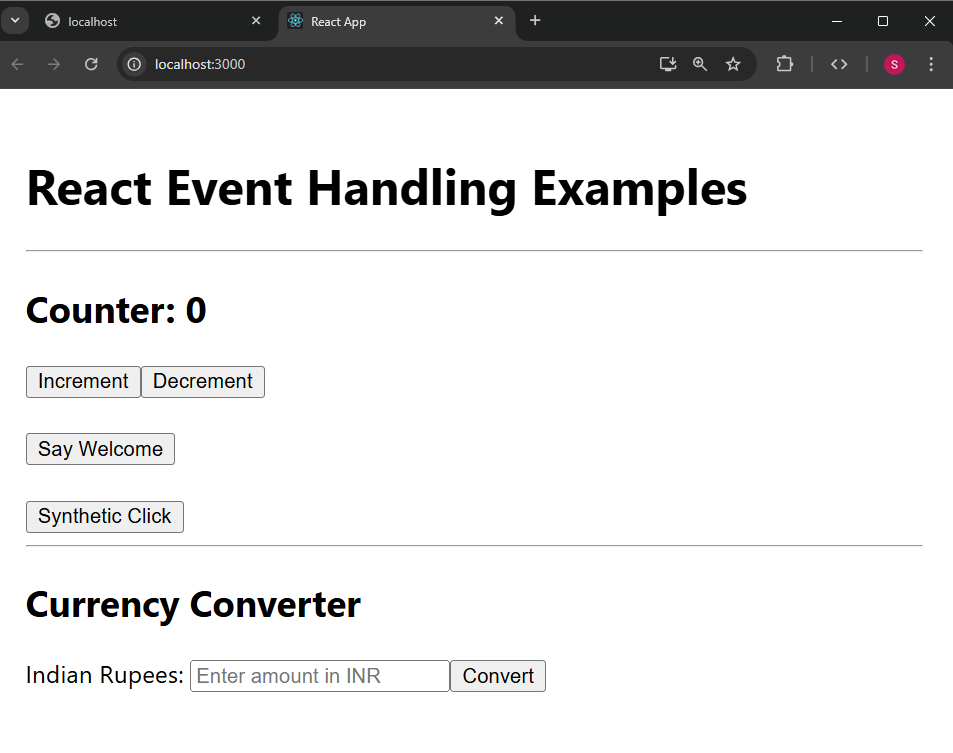 localhost
React App
localhost:3000
S
React Event Handling Examples
Counter: 0
Increment Decrement
Say Welcome
Synthetic Click
Currency Converter
Indian Rupees: Enter amount in INR Convert